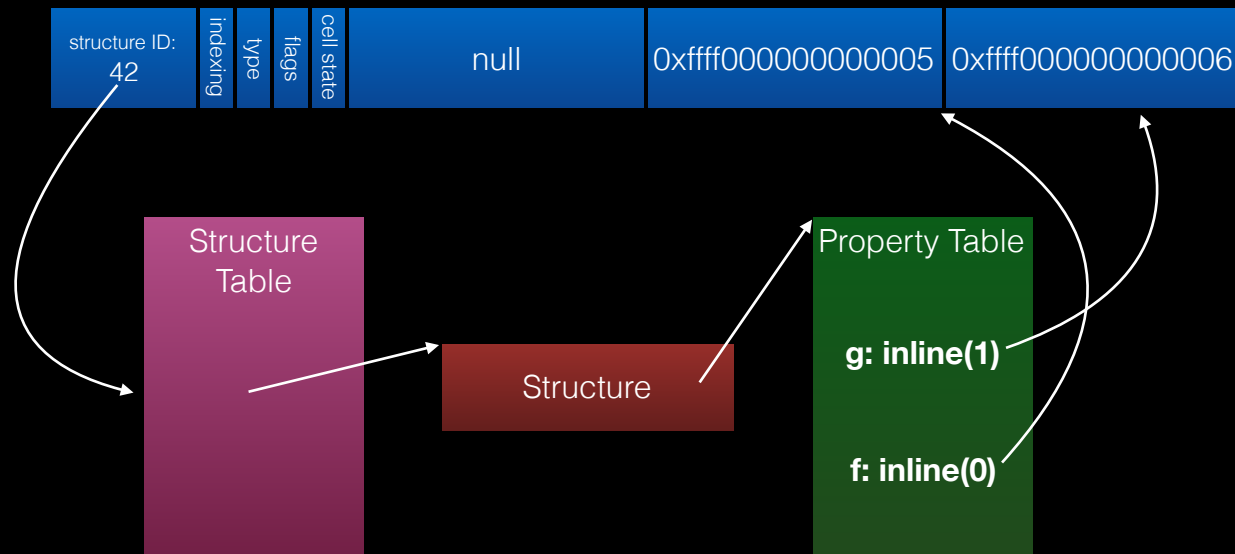 structure ID:
42
indexing
type
flags
cell state
null
0xffff000000000005
0xffff000000000006
Structure
Table
Property Table
g: inline(1)
Structure
f: inline(0)